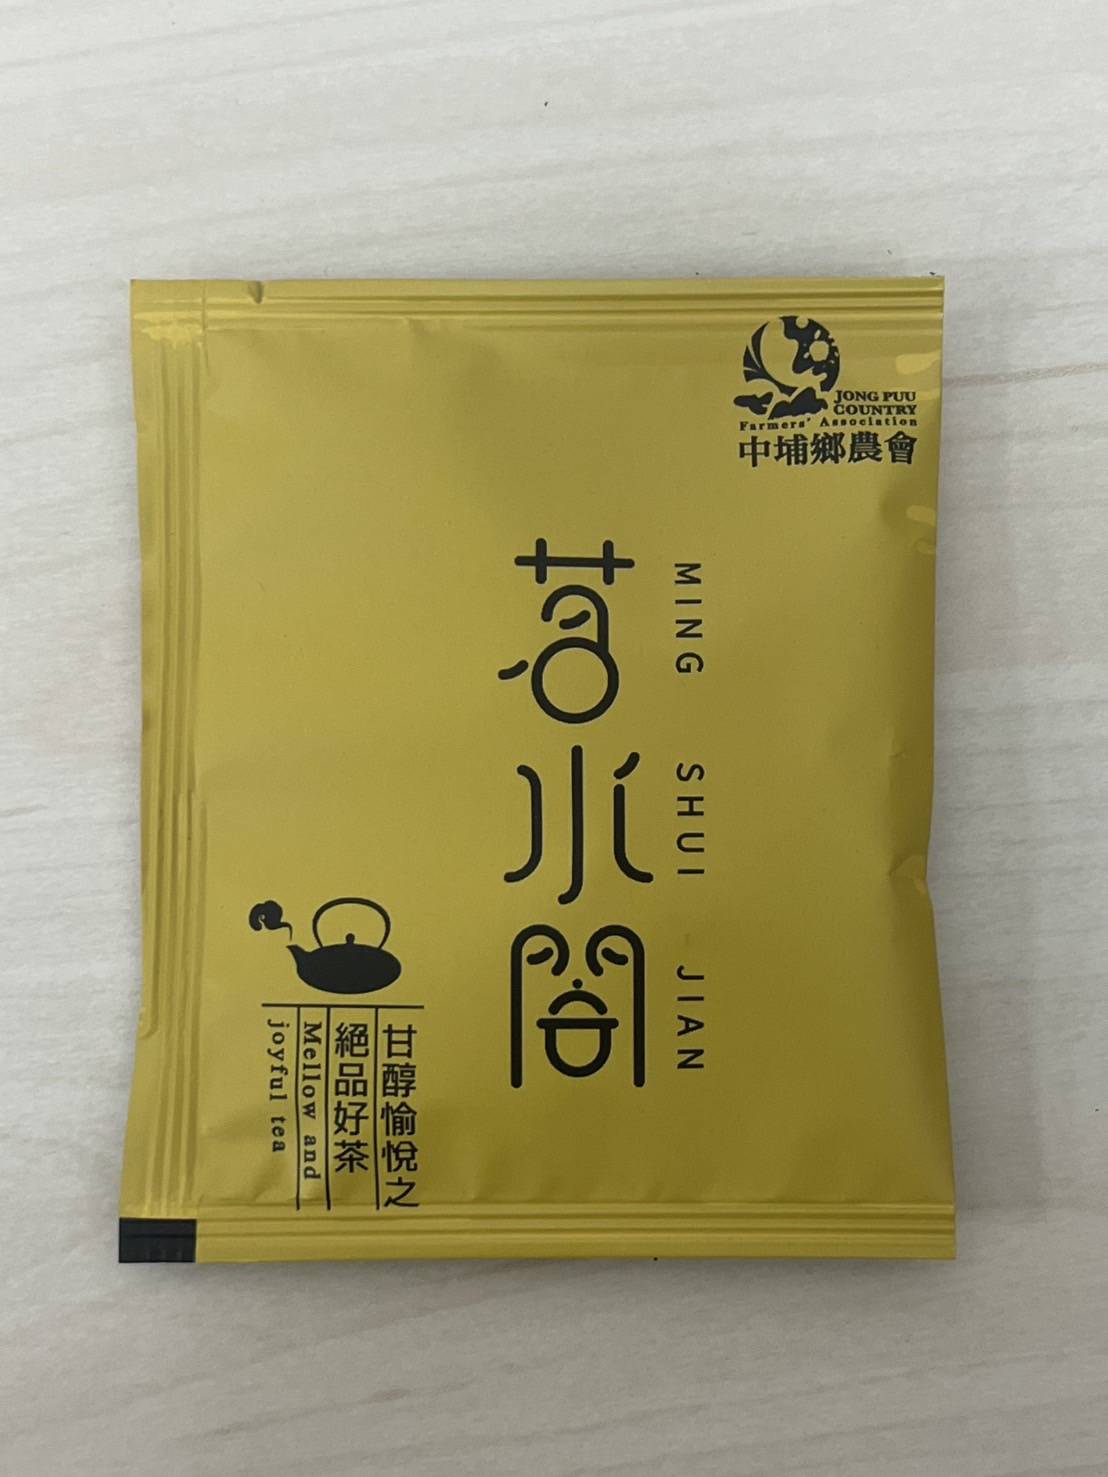 JONG PUU
COUNTRY
Farmers' Association
中埔鄉農會
茗水間
MING SHUI JIAN
甘醇愉悅之
絕品好茶
Mellow and
joyful tea